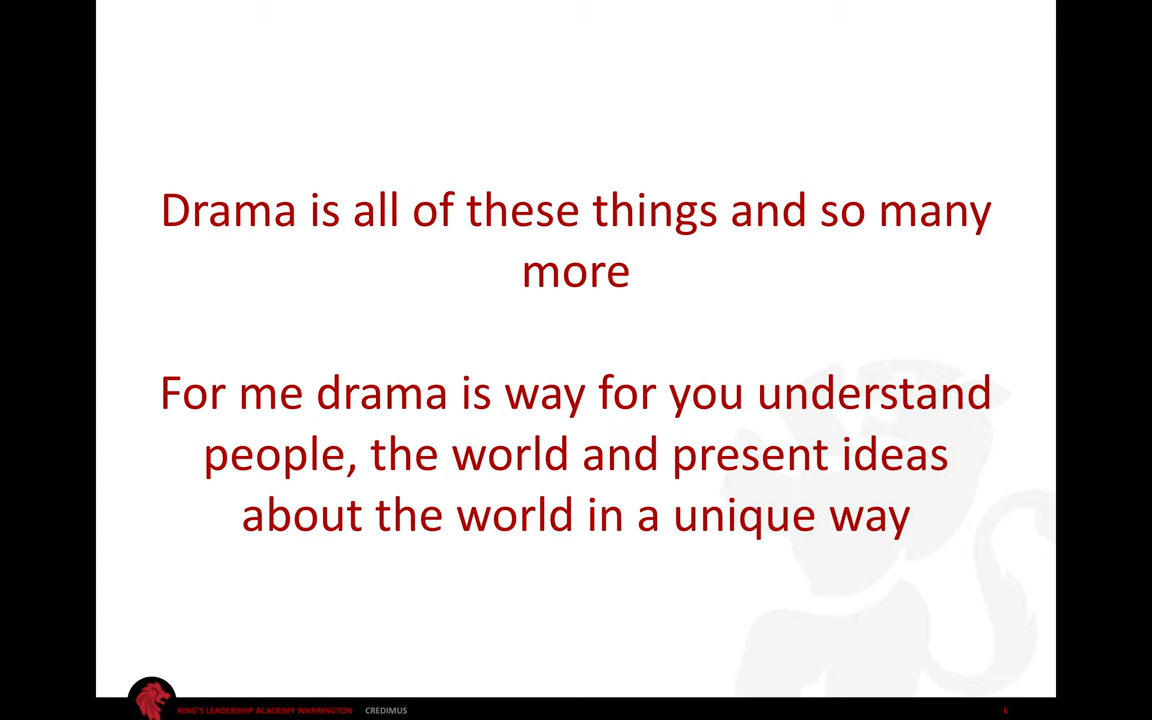 Drama is all of these things and so many
more
For me drama is way for you understand
people, the world and present ideas
about the world in a unique way
KING'S LEADERSHIP ACADEMY WARRINGTON CREDIMUS
6